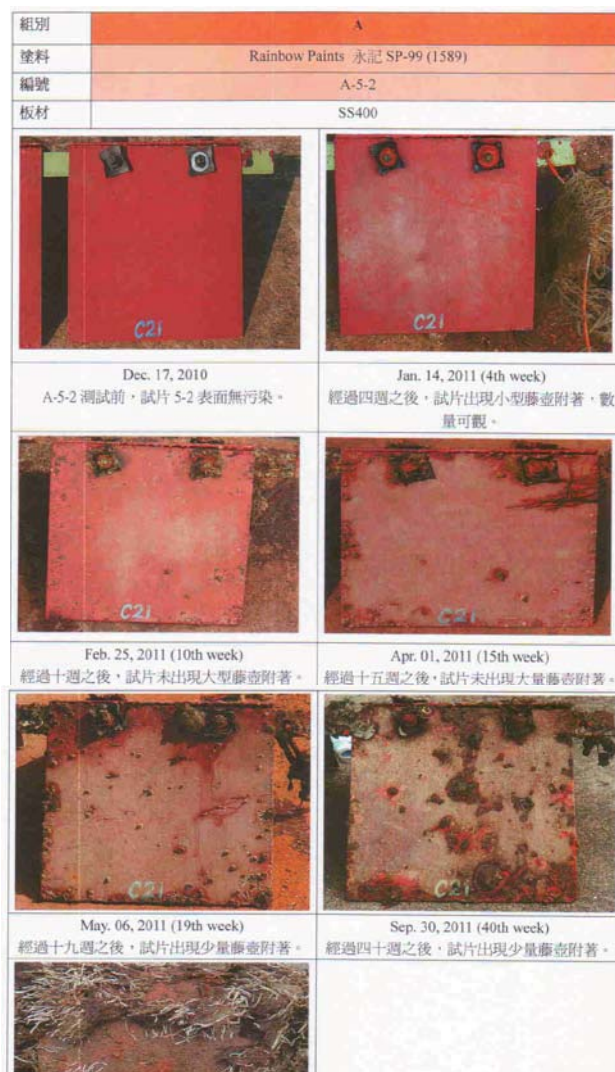 組別 A
塗料 Rainbow Paints 永記 SP-99 (1589)
編號 A-5-2
板材 SS400
C21
C21
Dec. 17, 2010
A-5-2 測試前，試片 5-2 表面無污染。
Jan. 14, 2011 (4th week)
經過四週之後，試片出現小型藤壺附著，數
量可觀。
C21
C21
Feb. 25, 2011 (10th week)
經過十週之後，試片未出現大型藤壺附著。
Apr. 01, 2011 (15th week)
經過十五週之後，試片未出現大量藤壺附著。
C21
C21
May. 06, 2011 (19th week)
經過十九週之後，試片出現少量藤壺附著。
Sep. 30, 2011 (40th week)
經過四十週之後，試片出現少量藤壺附著。